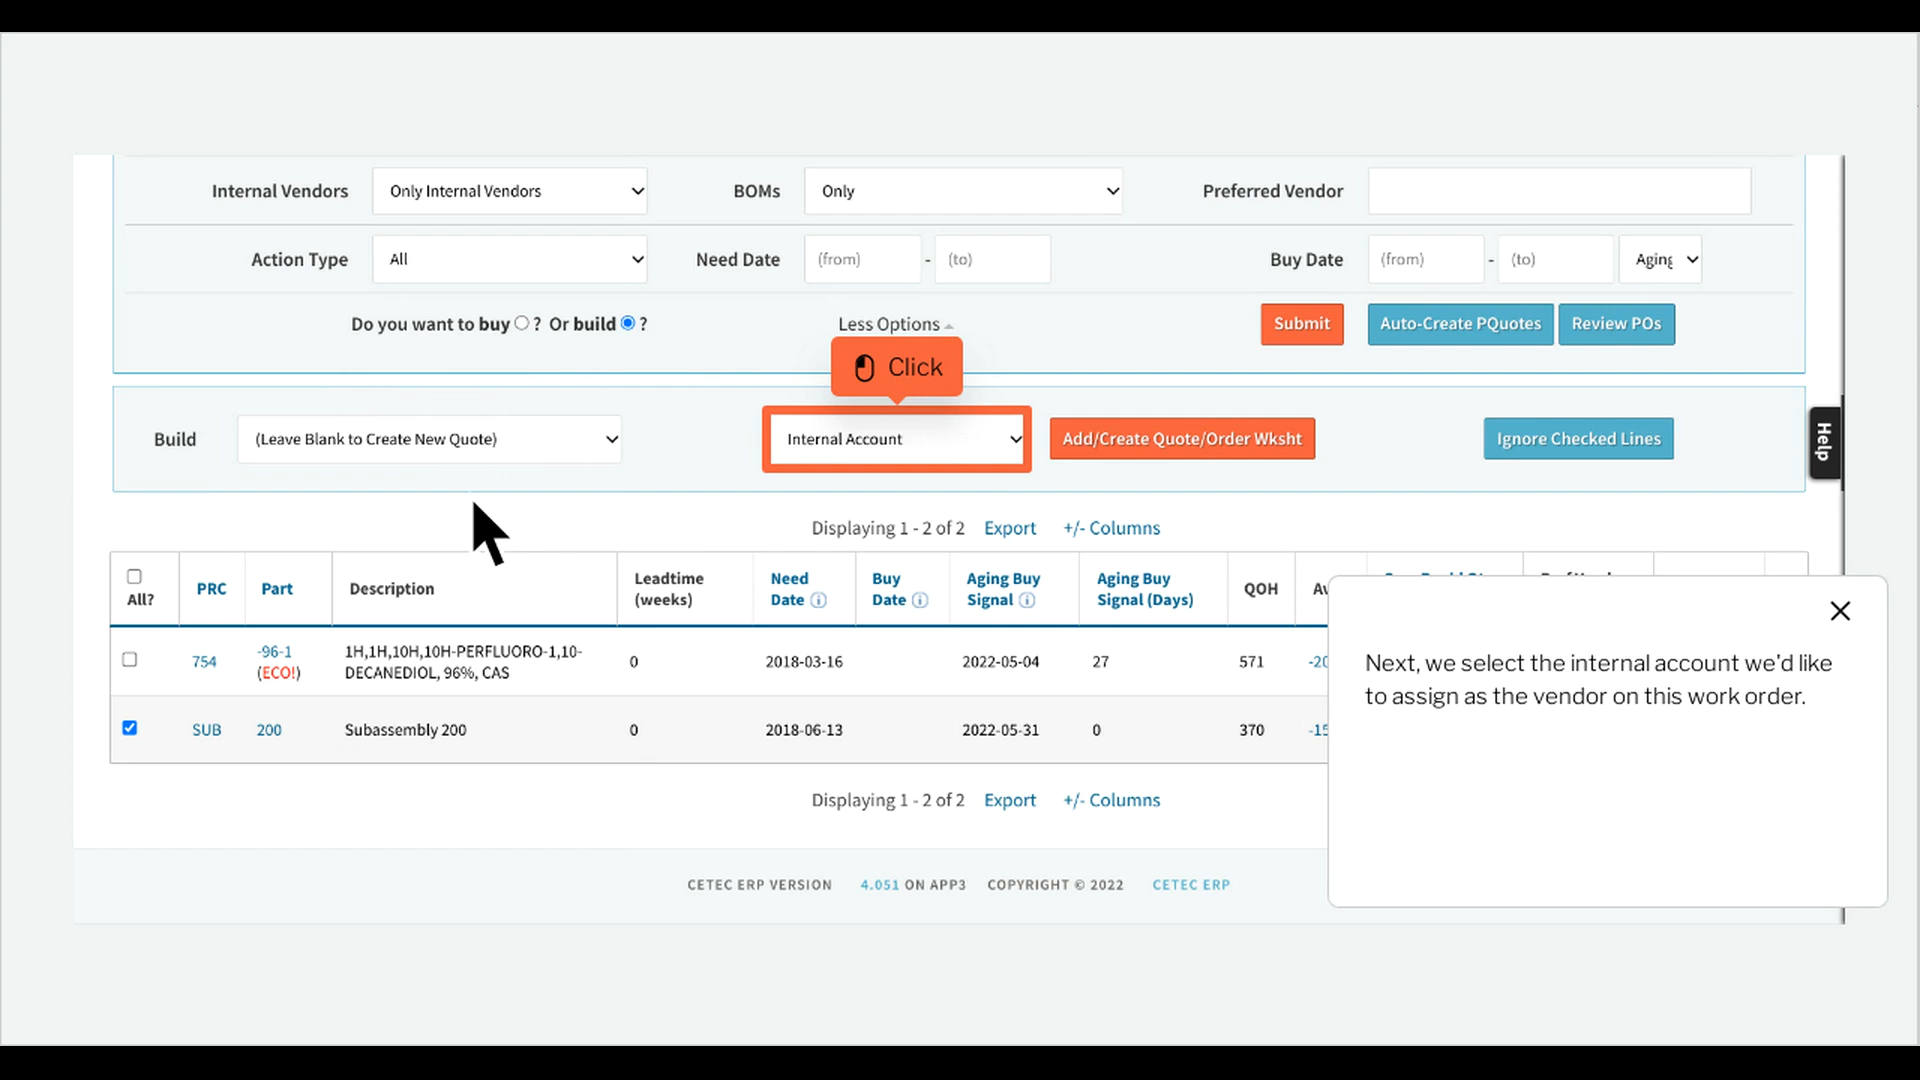 Internal Vendors Only Internal Vendors BOMs Only Preferred Vendor
Action Type All Need Date (from) - (to) Buy Date (from) - (to) Aging
Do you want to buy ? Or build ? Less Options Submit Auto-Create PQuotes Review POs
Click
Build (Leave Blank to Create New Quote) Internal Account Add/Create Quote/Order Wksht Ignore Checked Lines
Help
Displaying 1 - 2 of 2 Export +/- Columns
All? PRC Part Description Leadtime (weeks) Need Date Buy Date Aging Buy Signal Aging Buy Signal (Days) QOH
754 -96-1 (ECO!) 1H,1H,10H,10H-PERFLUORO-1,10-
DECANEDIOL, 96%, CAS 0 2018-03-16 2022-05-04 27 571
SUB 200 Subassembly 200 0 2018-06-13 2022-05-31 0 370
Displaying 1 - 2 of 2 Export +/- Columns
CETEC ERP VERSION 4.051 ON APP3 COPYRIGHT © 2022 CETEC ERP
Next, we select the internal account we'd like
to assign as the vendor on this work order.